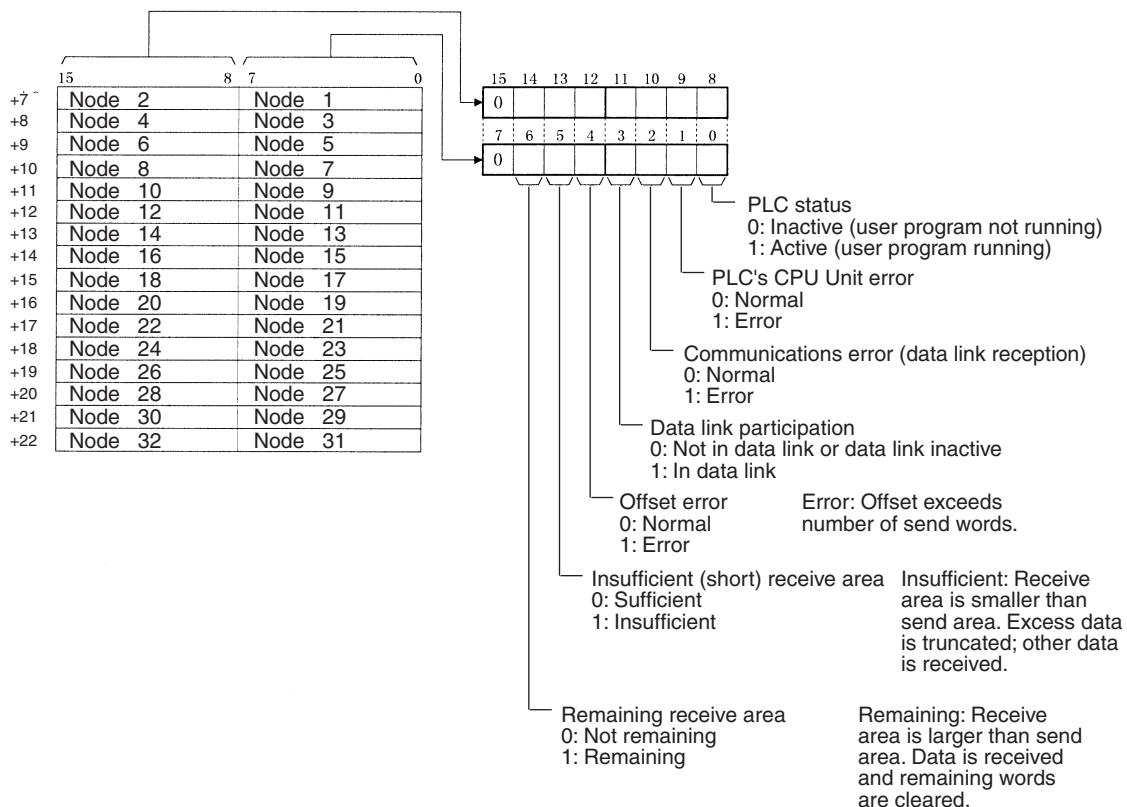 15 8 7 0
+7 Node 2 Node 1
+8 Node 4 Node 3
+9 Node 6 Node 5
+10 Node 8 Node 7
+11 Node 10 Node 9
+12 Node 12 Node 11
+13 Node 14 Node 13
+14 Node 16 Node 15
+15 Node 18 Node 17
+16 Node 20 Node 19
+17 Node 22 Node 21
+18 Node 24 Node 23
+19 Node 26 Node 25
+20 Node 28 Node 27
+21 Node 30 Node 29
+22 Node 32 Node 31
15 14 13 12 11 10 9 8
0
7 6 5 4 3 2 1 0
0
PLC status
0: Inactive (user program not running)
1: Active (user program running)
PLC's CPU Unit error
0: Normal
1: Error
Communications error (data link reception)
0: Normal
1: Error
Data link participation
0: Not in data link or data link inactive
1: In data link
Offset error
0: Normal
1: Error
Error: Offset exceeds
number of send words.
Insufficient (short) receive area
0: Sufficient
1: Insufficient
Insufficient: Receive
area is smaller than
send area. Excess data
is truncated; other data
is received.
Remaining receive area
0: Not remaining
1: Remaining
Remaining: Receive
area is larger than send
area. Data is received
and remaining words
are cleared.